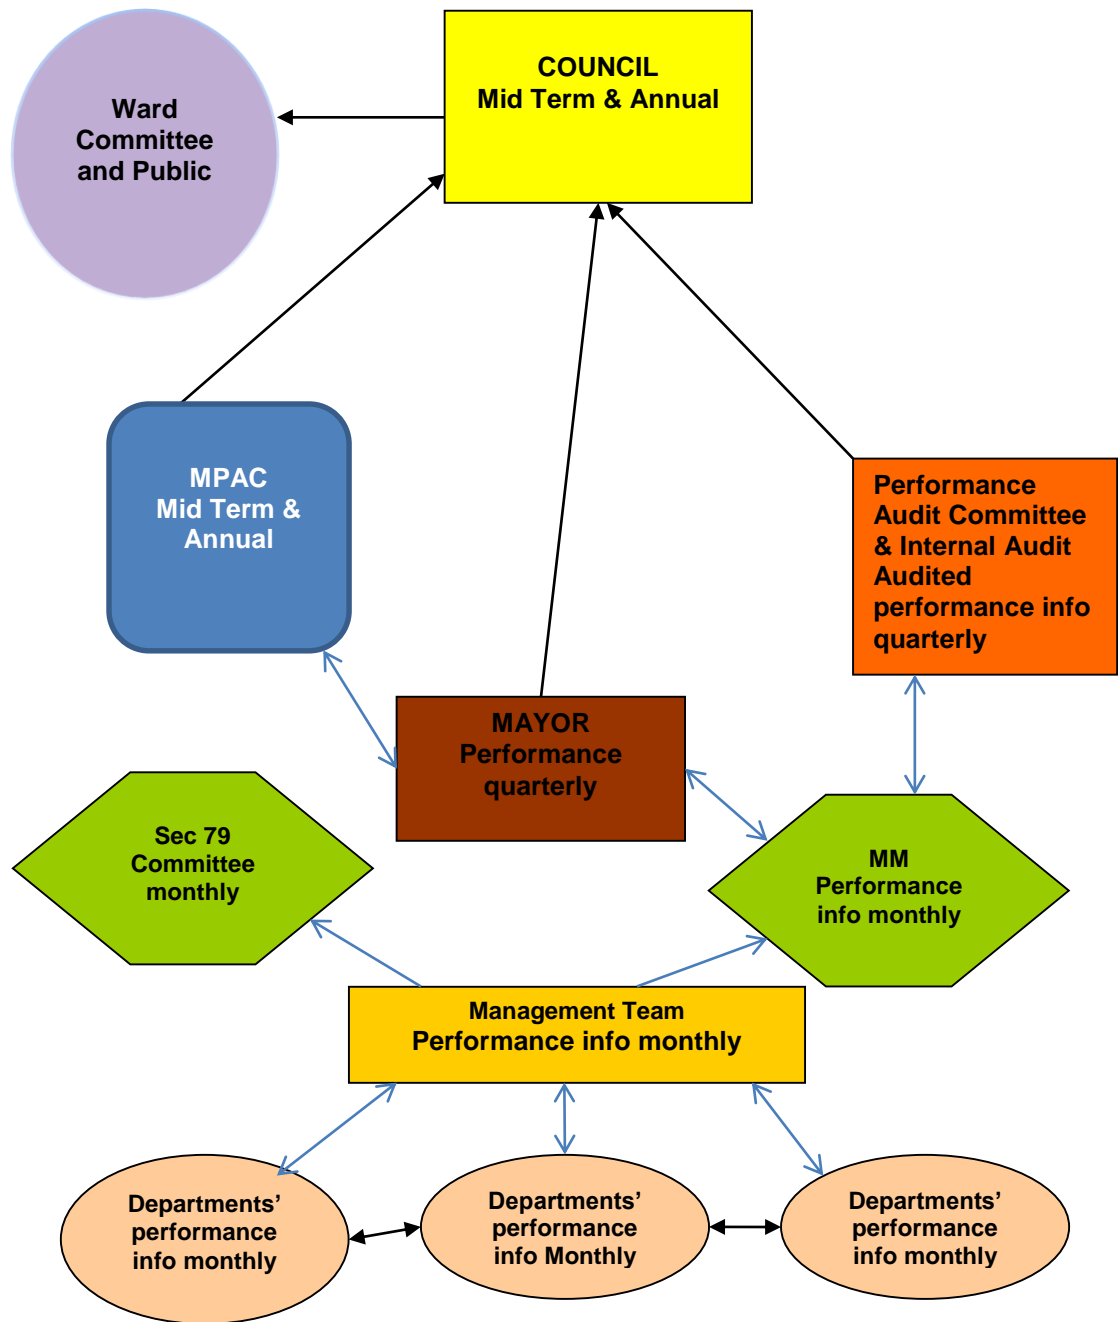 COUNCIL
Mid Term & Annual
Ward
Committee
and Public
MPAC
Mid Term &
Annual
Performance
Audit Committee
& Internal Audit
Audited
performance info
quarterly
MAYOR
Performance
quarterly
Sec 79
Committee
monthly
MM
Performance
info monthly
Management Team
Performance info monthly
Departments’
performance
info monthly
Departments’
performance
info Monthly
Departments’
performance
info monthly